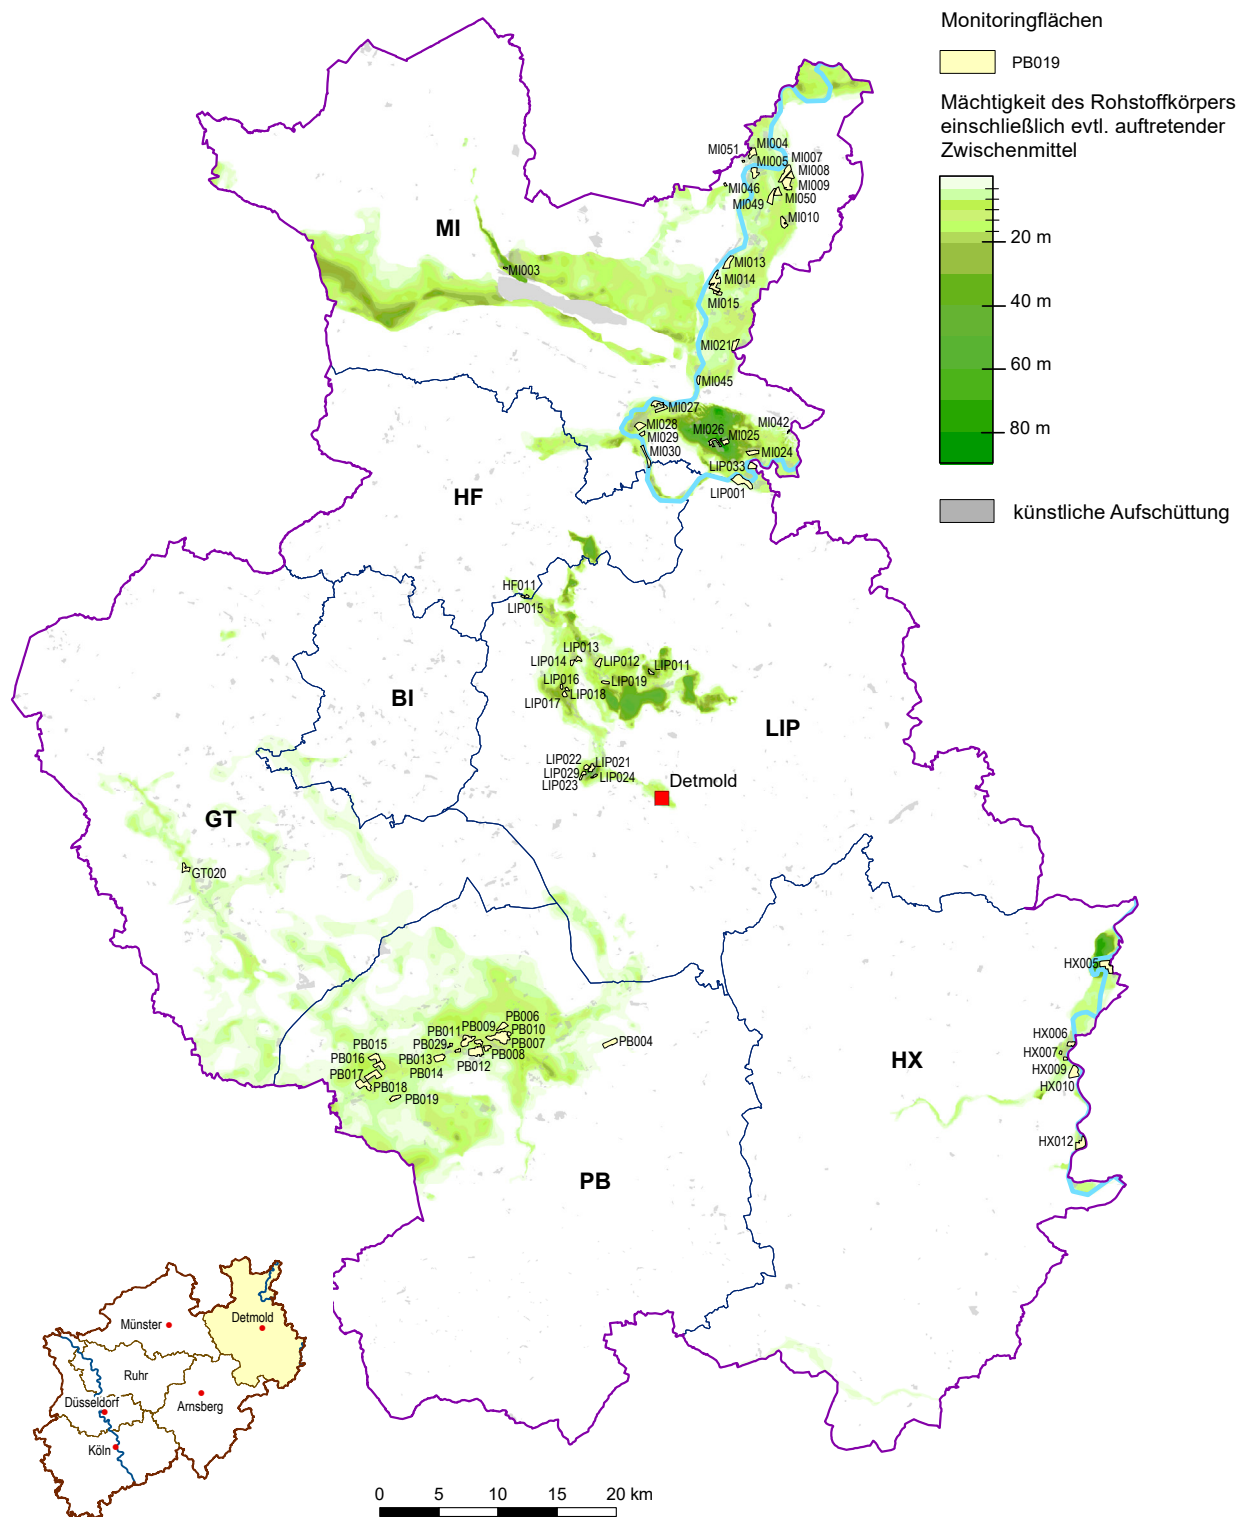 Monitoringflächen
PB019
Mächtigkeit des Rohstoffkörpers
einschließlich evtl. auftretender
Zwischenmittel
20 m
40 m
60 m
80 m
künstliche Aufschüttung
MI051
MI004
MI005
MI007
MI008
MI009
MI046
MI049
MI050
MI010
MI
MI003
MI013
MI014
MI015
MI021
MI045
MI027
MI028
MI029
MI030
MI026
MI025
MI042
MI024
LIP033
LIP001
HF
HF011
LIP015
LIP013
LIP014
LIP012
LIP011
LIP016
LIP019
LIP018
LIP017
BI
LIP
LIP022
LIP021
LIP029
LIP024
LIP023
Detmold
GT
GT020
HX005
HX006
HX007
HX009
HX010
HX012
HX
PB006
PB009
PB010
PB011
PB007
PB029
PB008
PB004
PB015
PB016
PB013
PB012
PB014
PB017
PB018
PB019
PB
Münster
Detmold
Ruhr
Düsseldorf
Arnsberg
Köln
0 5 10 15 20 km